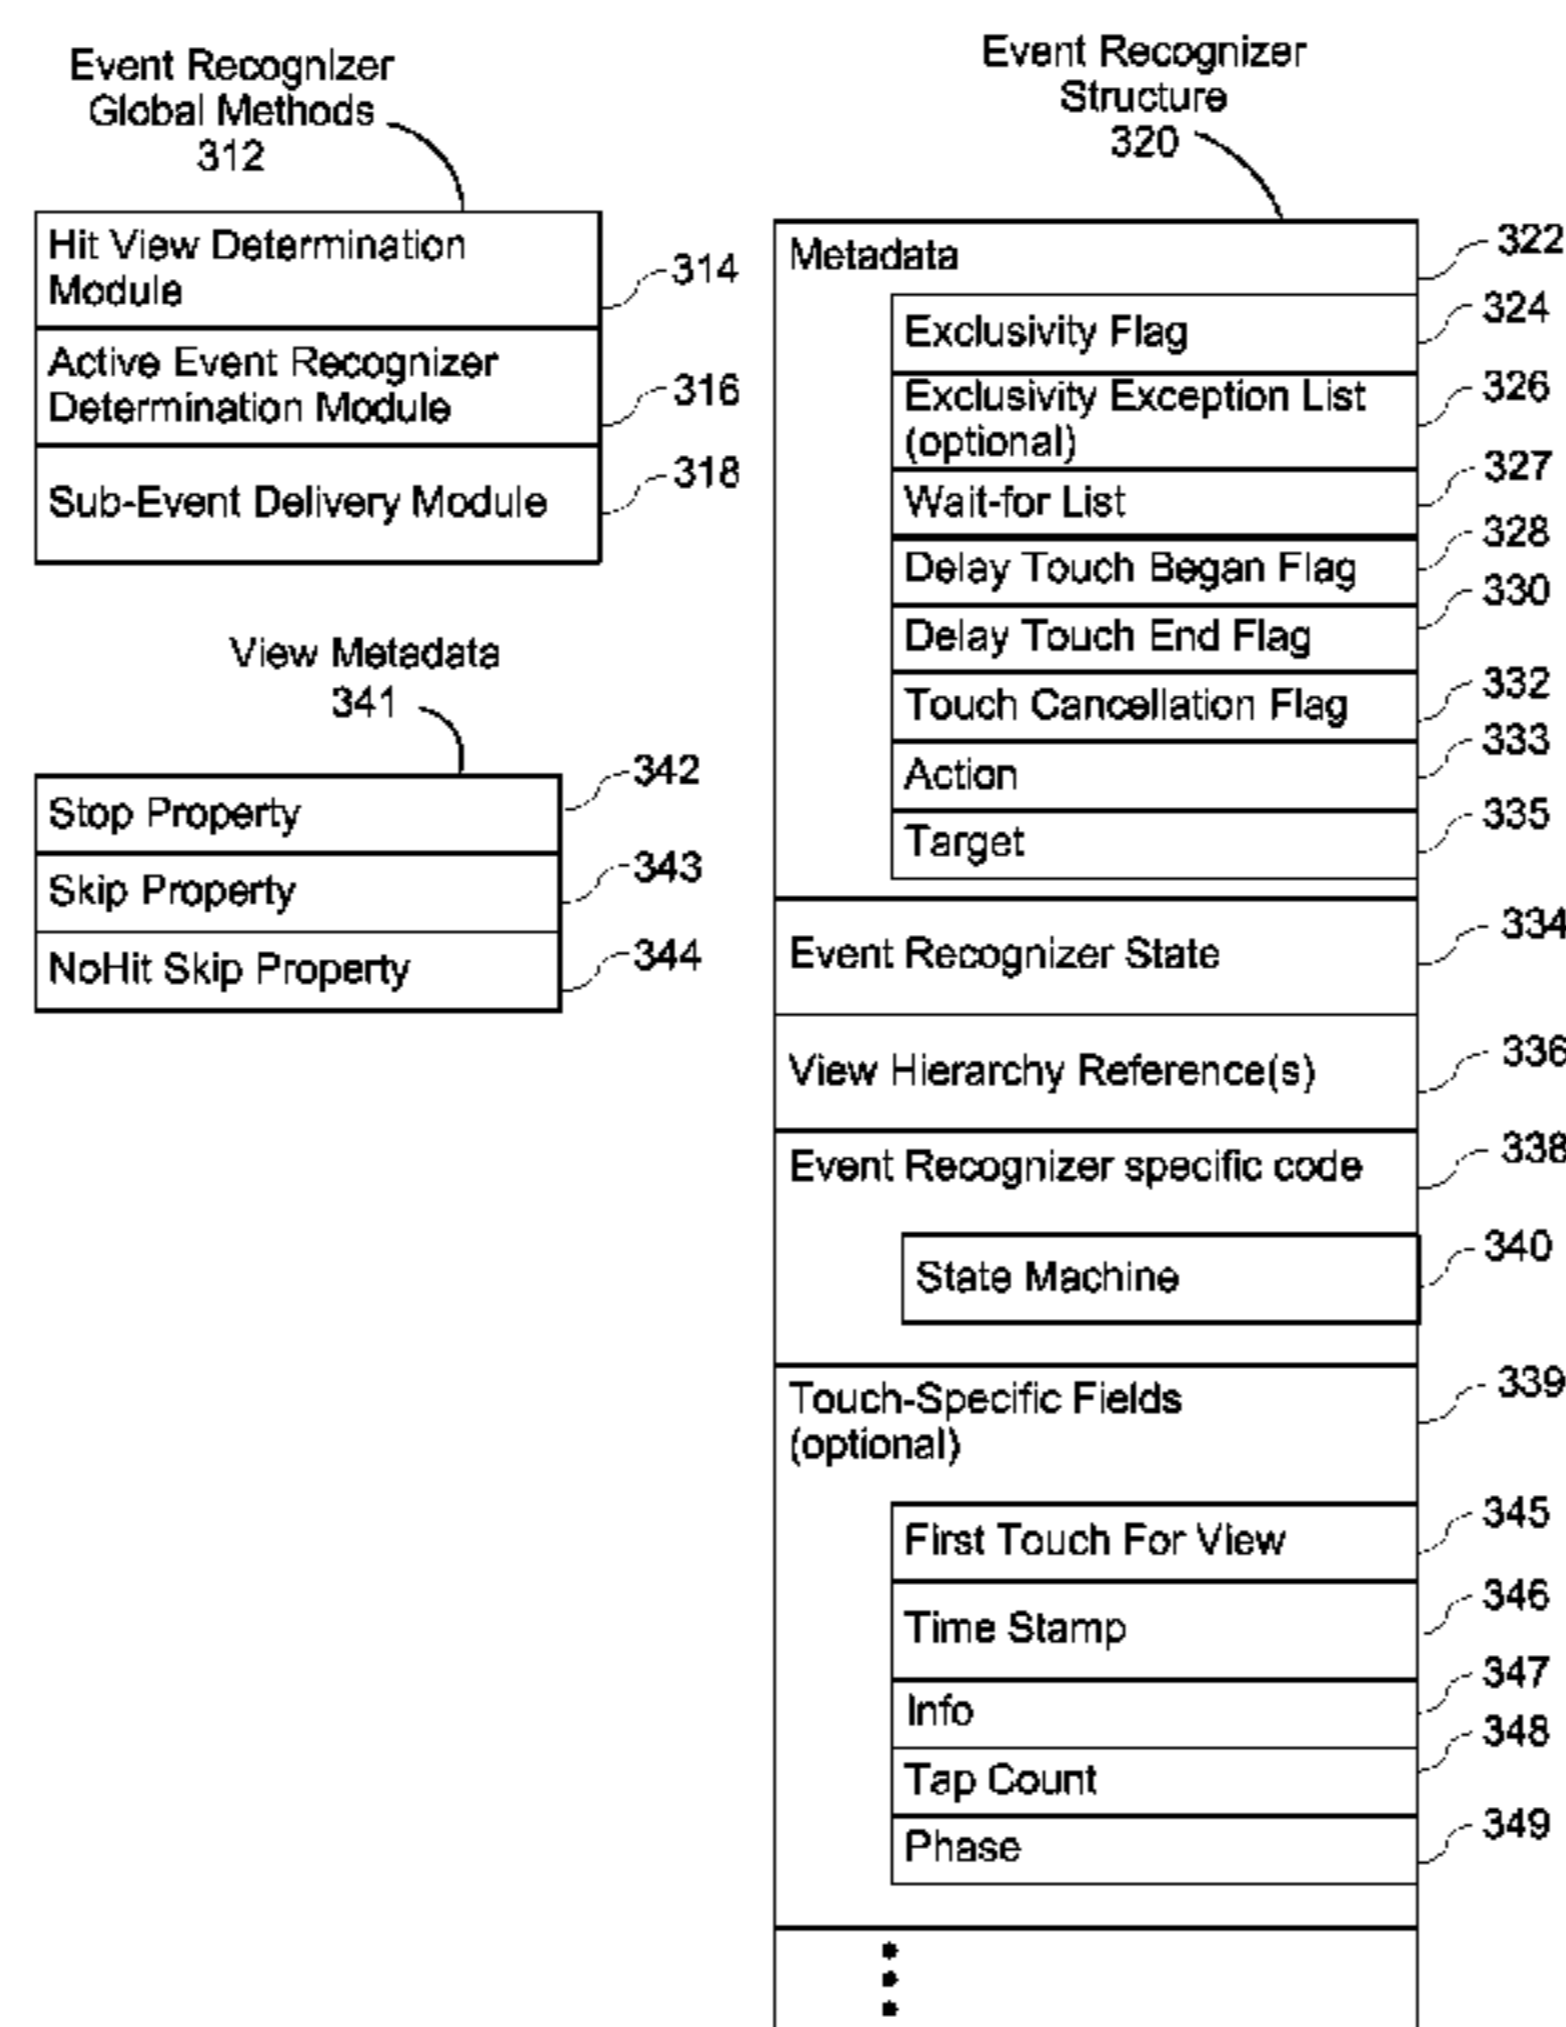 Event Recognizer
Global Methods
312
Hit View Determination
Module
314
Active Event Recognizer
Determination Module
316
Sub-Event Delivery Module
318
View Metadata
341
Stop Property
342
Skip Property
343
NoHit Skip Property
344
Event Recognizer
Structure
320
Metadata
322
Exclusivity Flag
324
Exclusivity Exception List
(optional)
326
Wait-for List
327
Delay Touch Began Flag
328
Delay Touch End Flag
330
Touch Cancellation Flag
332
Action
333
Target
335
Event Recognizer State
334
View Hierarchy Reference(s)
336
Event Recognizer specific code
338
State Machine
340
Touch-Specific Fields
(optional)
339
First Touch For View
345
Time Stamp
346
Info
347
Tap Count
348
Phase
349